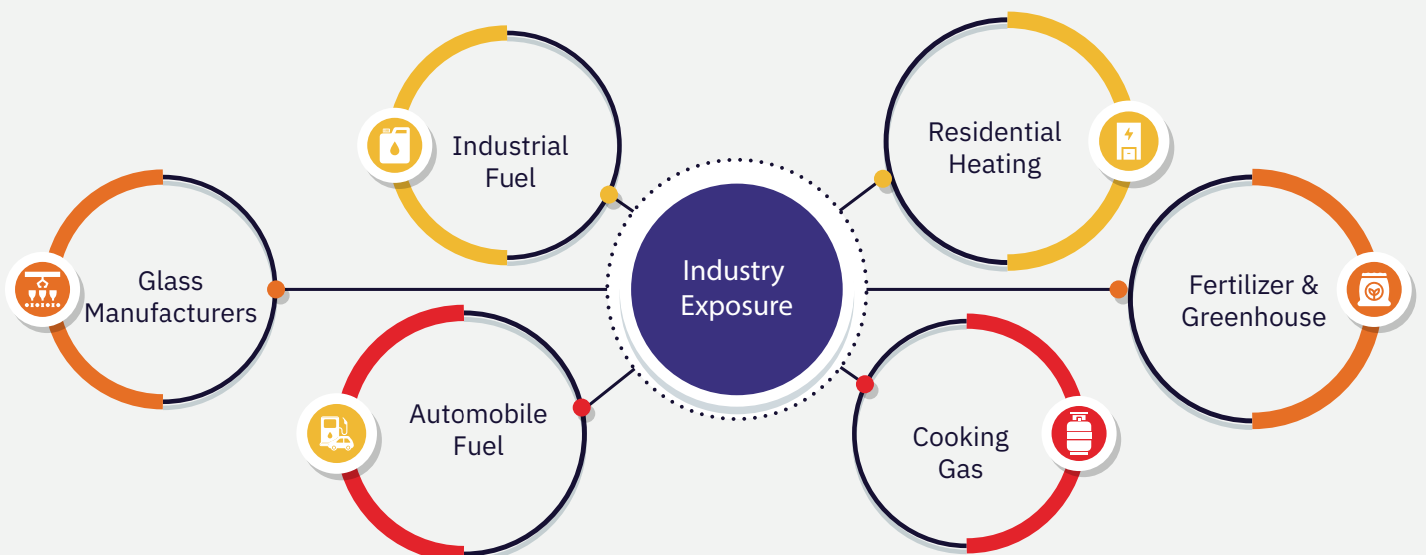 Industrial
Fuel
Residential
Heating
Glass
Manufacturers
Industry
Exposure
Fertilizer &
Greenhouse
Automobile
Fuel
Cooking
Gas